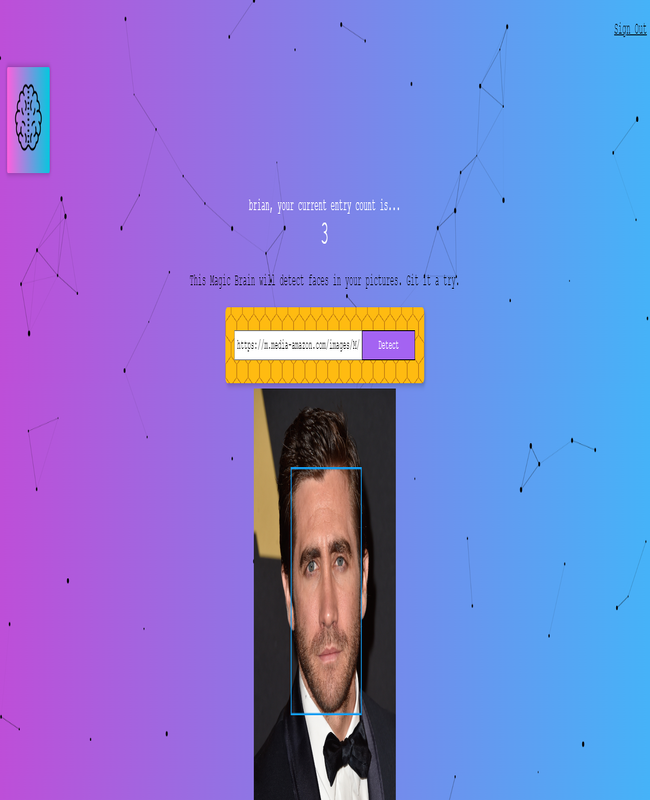 Sign Out
brian, your current entry count is...
3
This Magic Brain will detect faces in your pictures. Git it a try.
https://m.media-amazon.com/images/M/
Detect